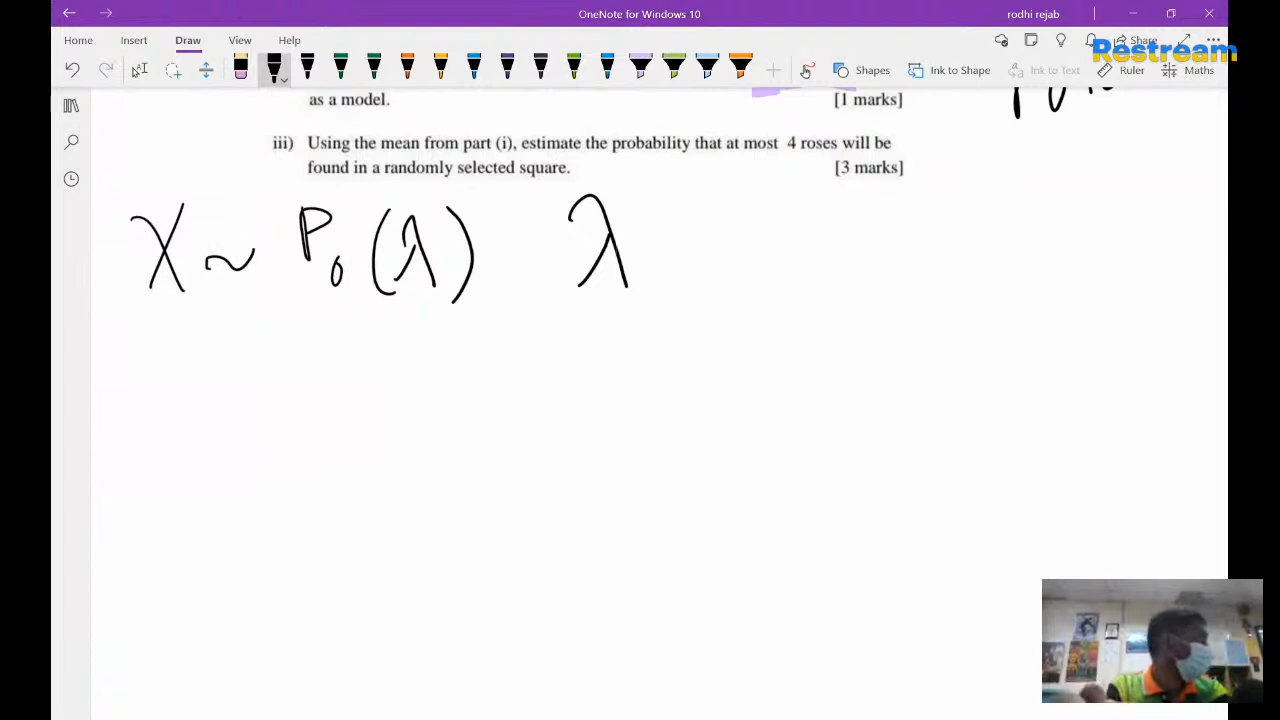 OneNote for Windows 10
rodhi rejab
Home Insert Draw View Help
Share
Restream
Shapes Ink to Shape Ink to Text Ruler Maths
as a model. [1 marks]
iii) Using the mean from part (i), estimate the probability that at most 4 roses will be
found in a randomly selected square. [3 marks]
X ~ Po (λ) λ